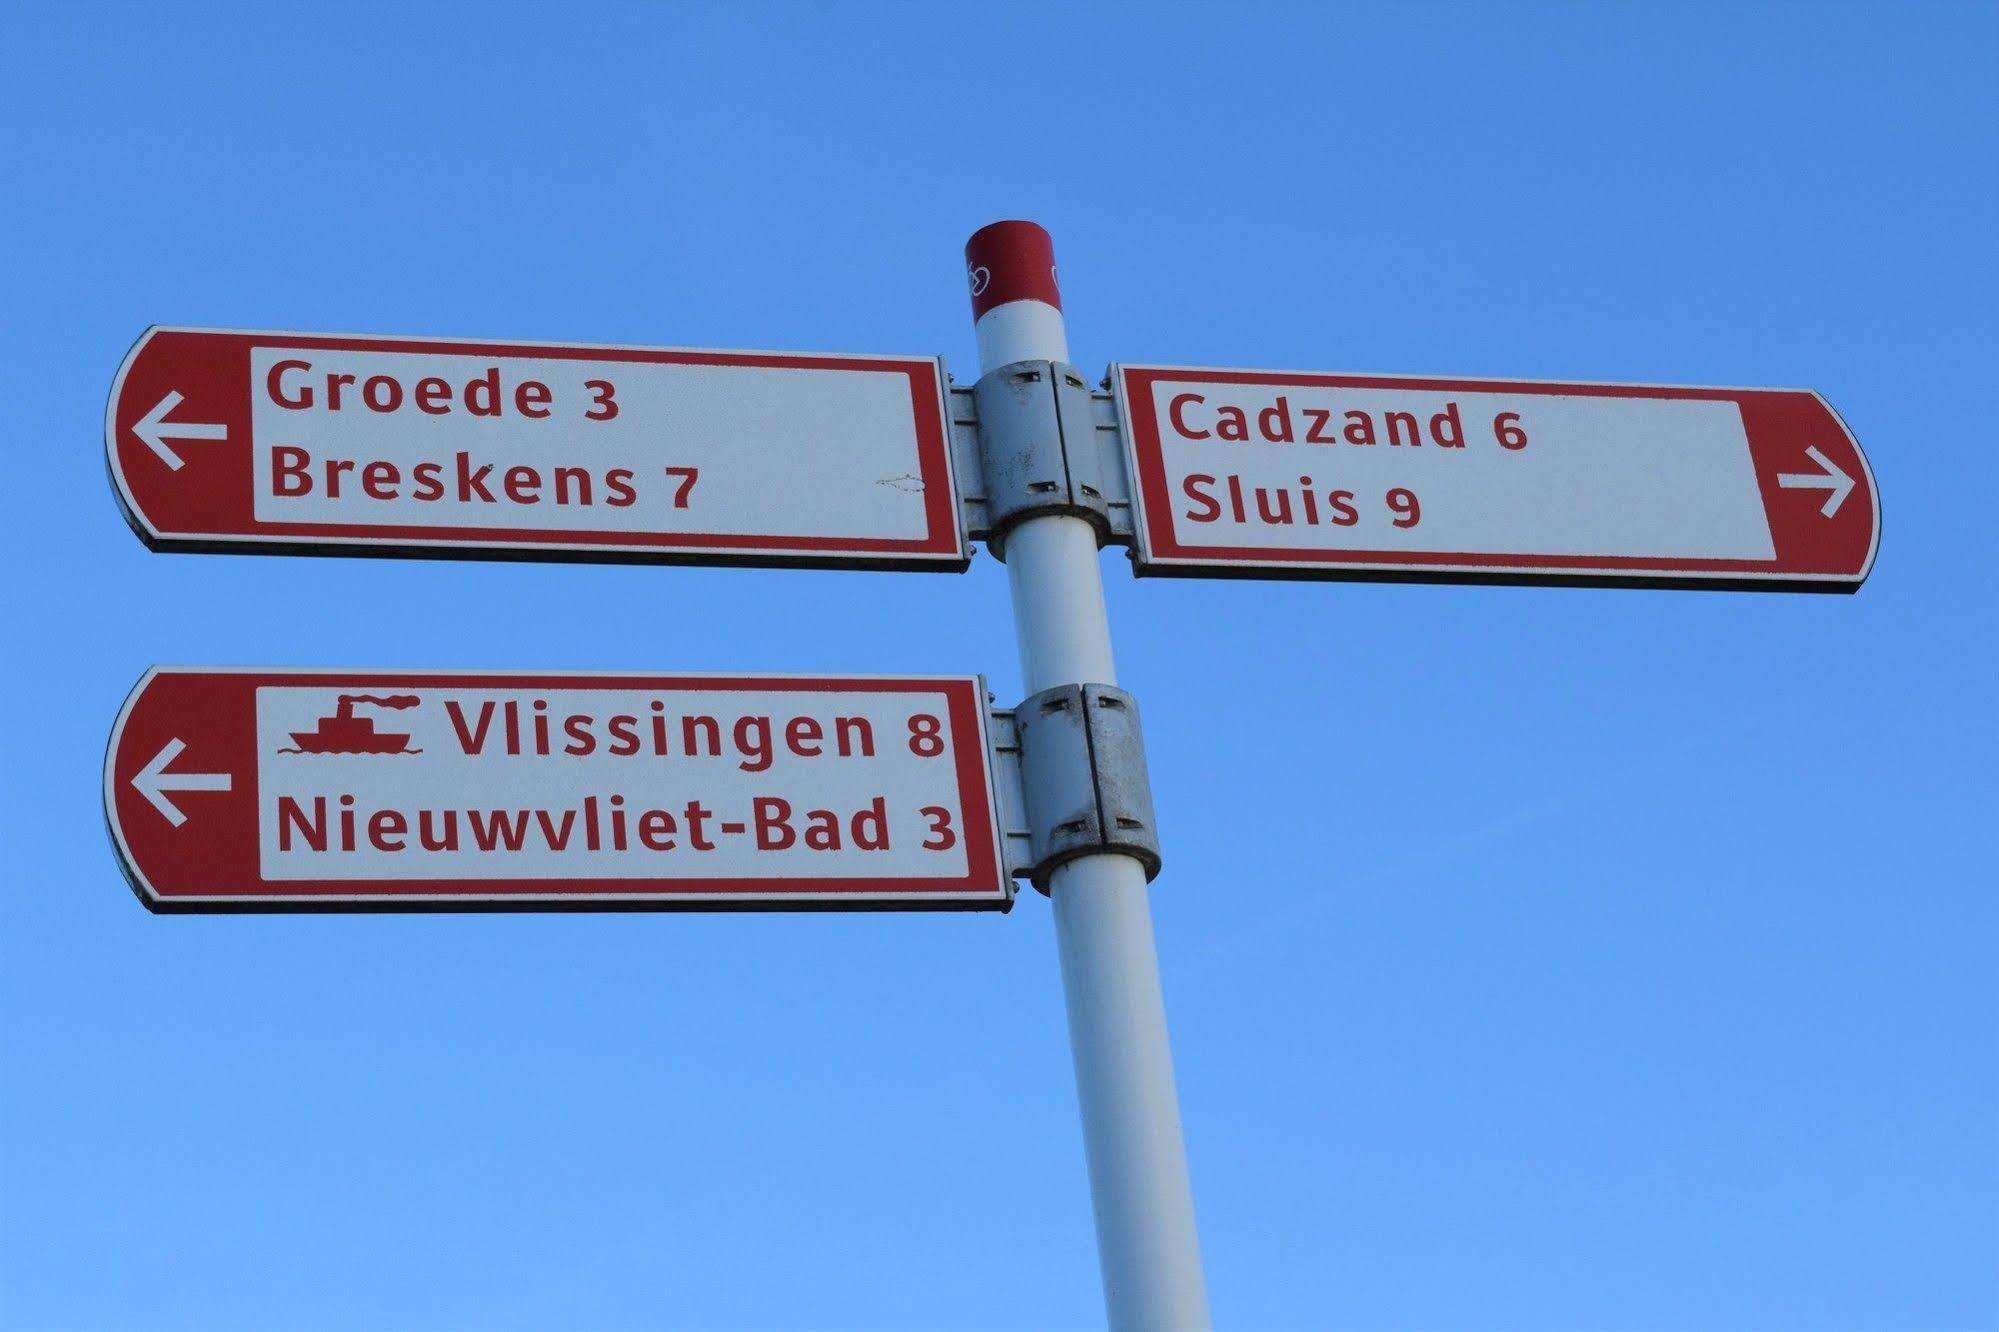 Groede 3
Breskens 7
Cadzand 6
Sluis 9
Vlissingen 8
Nieuwvliet-Bad 3